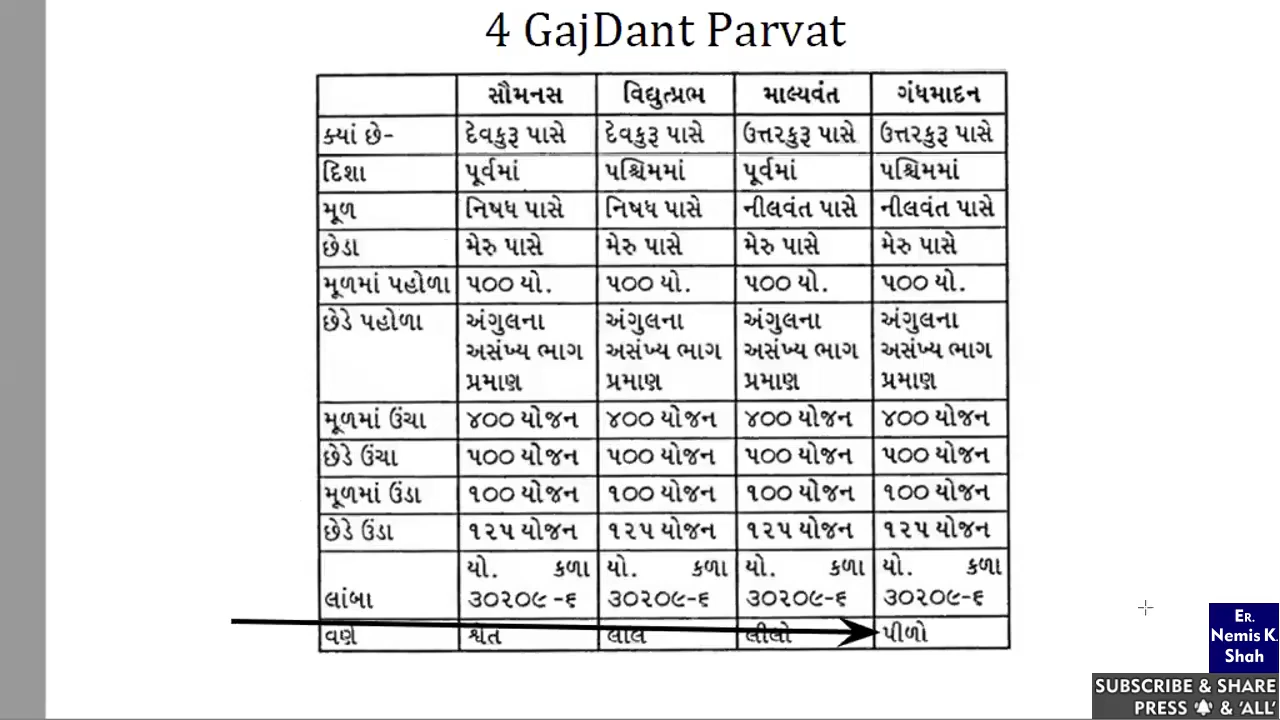 4 GajDant Parvat
સૌમનસ વિદ્યુત્પ્રભ માલ્યવંત ગંધમાદન
ક્યાં છે- દેવકુરૂ પાસે દેવકુરૂ પાસે ઉત્તરકુરૂ પાસે ઉત્તરકુરૂ પાસે
દિશા પૂર્વમાં પશ્ચિમમાં પૂર્વમાં પશ્ચિમમાં
મૂળ નિષધ પાસે નિષધ પાસે નીલવંત પાસે નીલવંત પાસે
છેડા મેરુ પાસે મેરુ પાસે મેરુ પાસે મેરુ પાસે
મૂળમાં પહોળા ૫૦૦ યો. ૫૦૦ યો. ૫૦૦ યો. ૫૦૦ યો.
છેડે પહોળા અંગુલના અંગુલના અંગુલના અંગુલના
અસંખ્ય ભાગ અસંખ્ય ભાગ અસંખ્ય ભાગ અસંખ્ય ભાગ
પ્રમાણ પ્રમાણ પ્રમાણ પ્રમાણ
મૂળમાં ઉંચા ૪૦૦ યોજન ૪૦૦ યોજન ૪૦૦ યોજન ૪૦૦ યોજન
છેડે ઉંચા ૫૦૦ યોજન ૫૦૦ યોજન ૫૦૦ યોજન ૫૦૦ યોજન
મૂળમાં ઉંડા ૧૦૦ યોજન ૧૦૦ યોજન ૧૦૦ યોજન ૧૦૦ યોજન
છેડે ઉંડા ૧૨૫ યોજન ૧૨૫ યોજન ૧૨૫ યોજન ૧૨૫ યોજન
યો. કળા યો. કળા યો. કળા યો. કળા
લાંબા ૩૦૨૦૯-૬ ૩૦૨૦૯-૬ ૩૦૨૦૯-૬ ૩૦૨૦૯-૬
વર્ણ શ્વેત લાલ લીલો પીળો
ER.
Nemis K.
Shah
SUBSCRIBE & SHARE
PRESS & 'ALL'